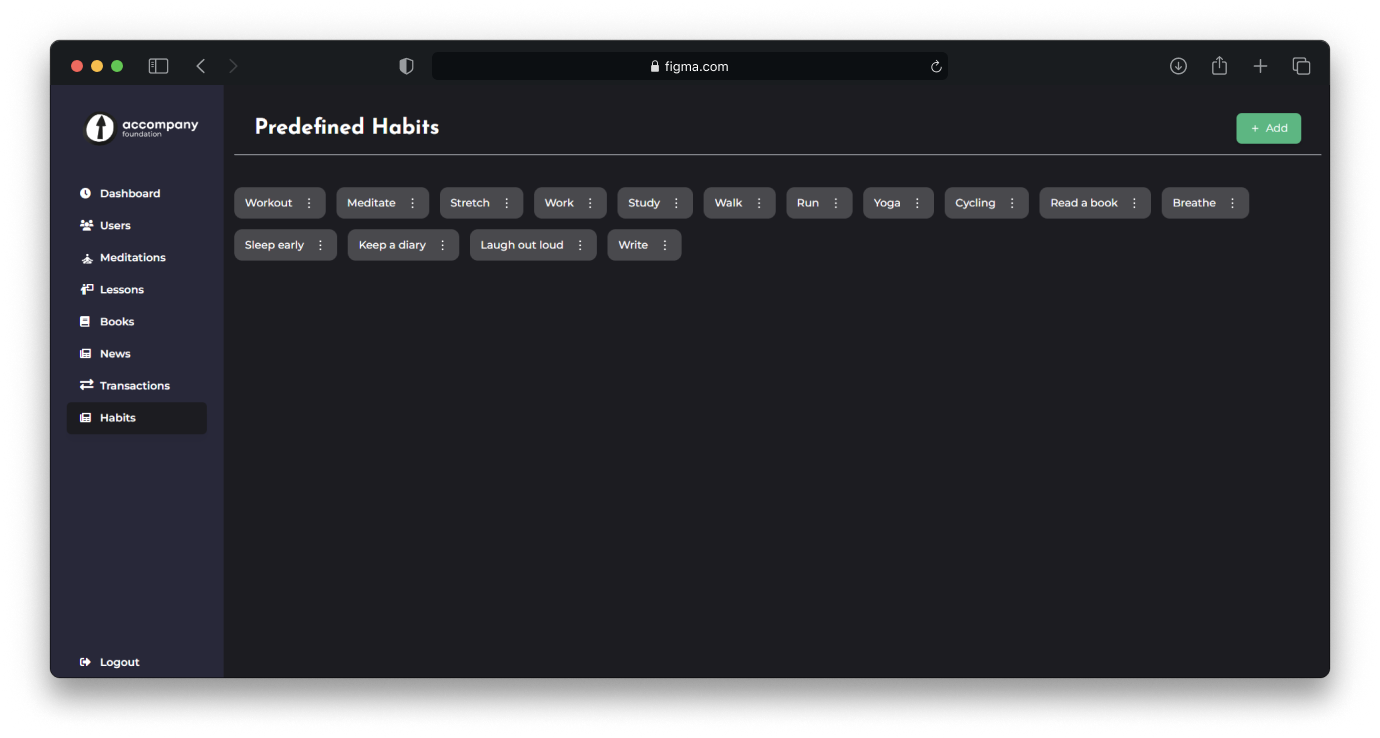 figma.com
accompany
foundation
Predefined Habits
+ Add
Dashboard
Users
Meditations
Lessons
Books
News
Transactions
Habits
Logout
Workout Meditate Stretch Work Study Walk Run Yoga Cycling Read a book Breathe
Sleep early Keep a diary Laugh out loud Write